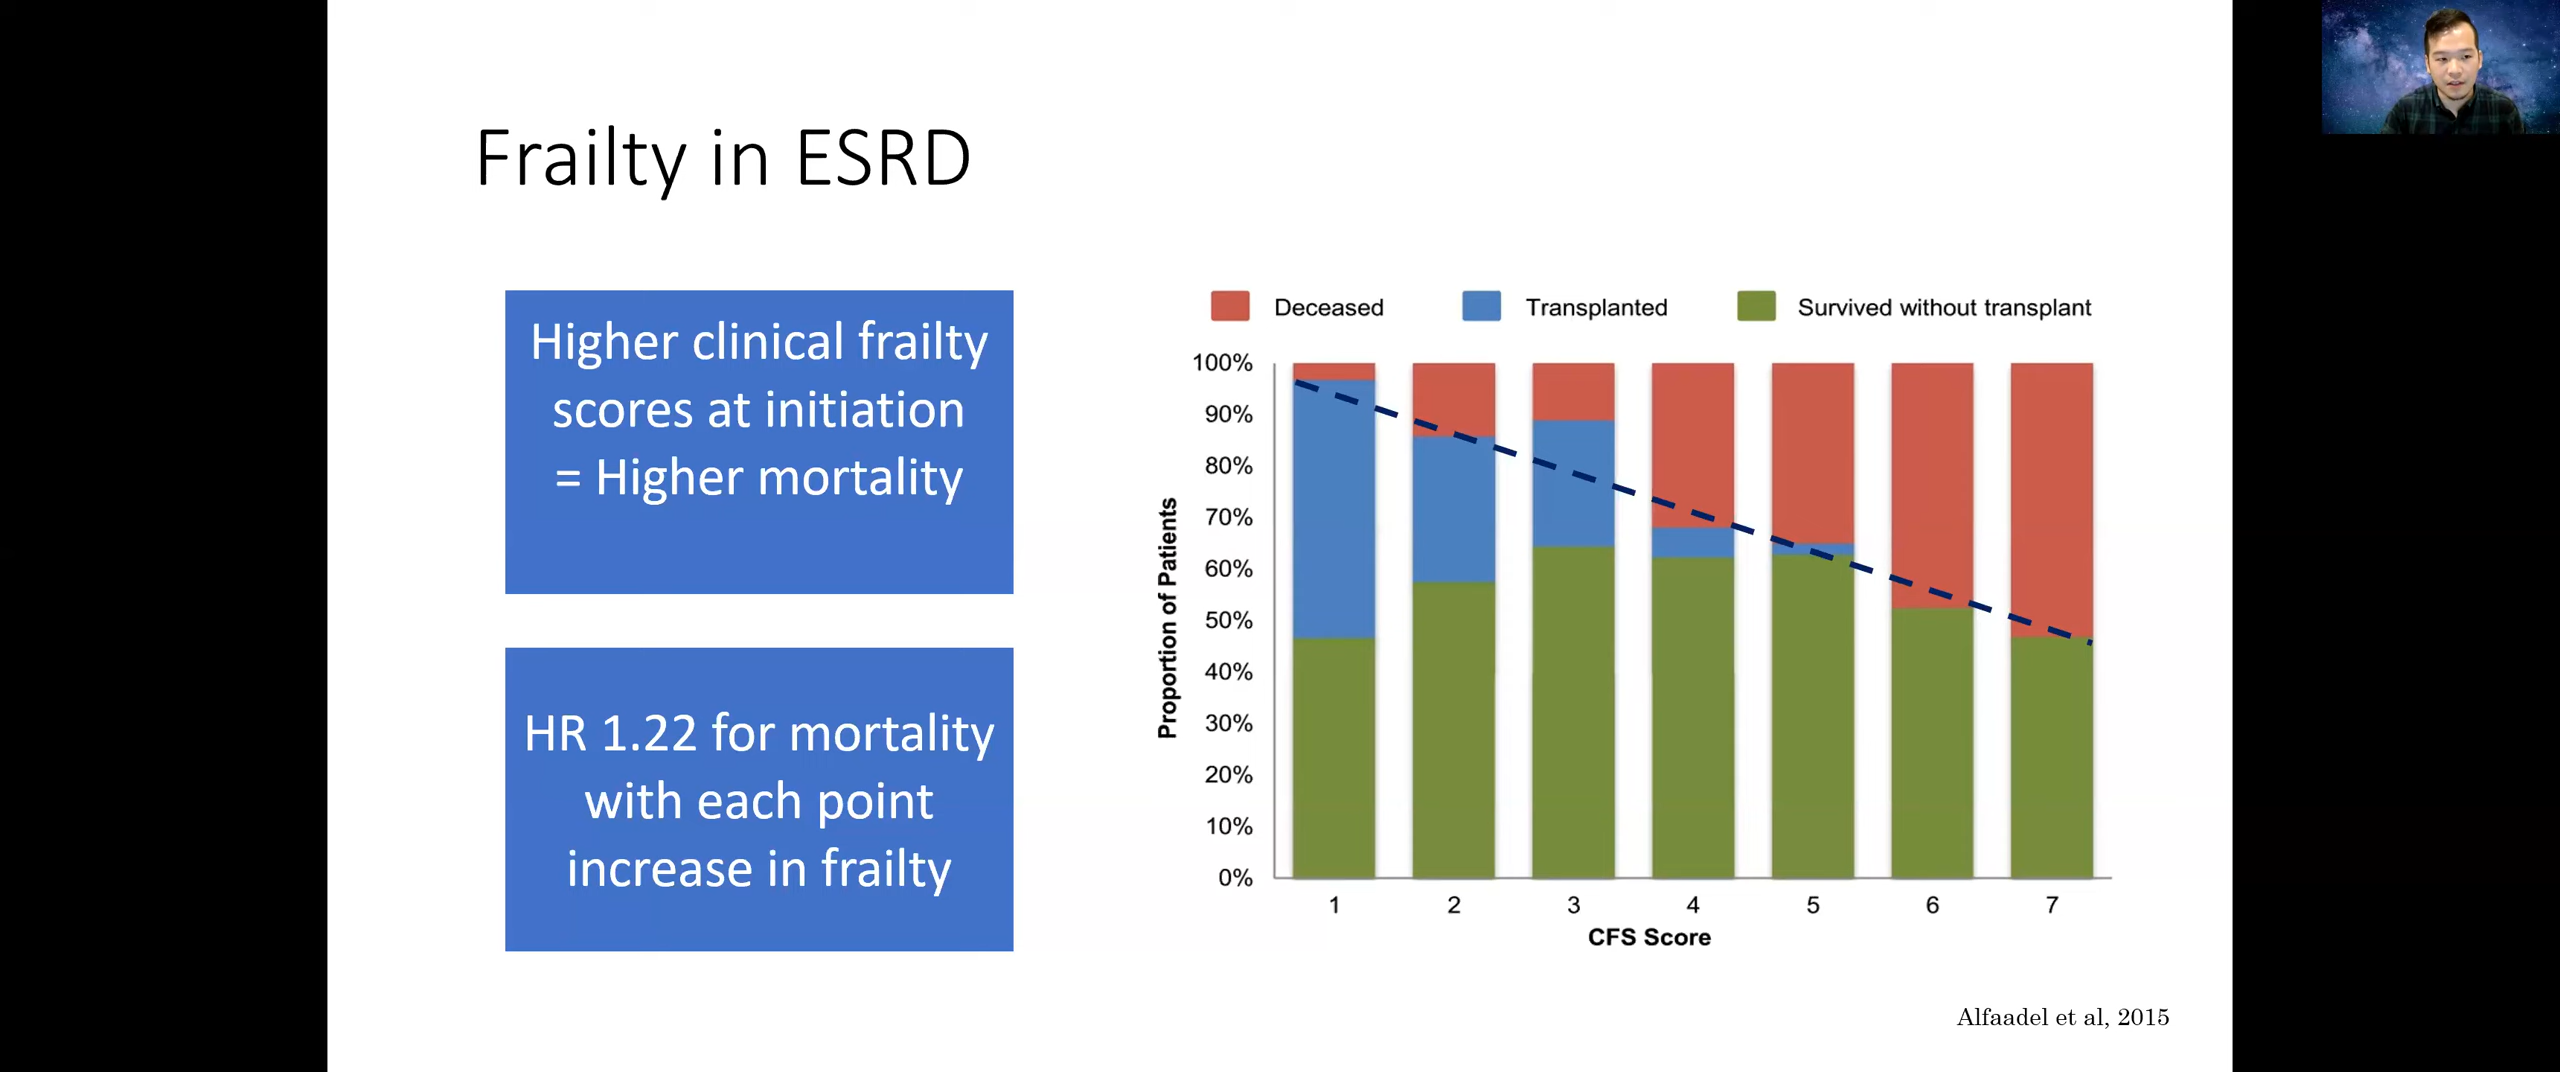 Frailty in ESRD
Higher clinical frailty
scores at initiation
= Higher mortality
HR 1.22 for mortality
with each point
increase in frailty
Deceased
Transplanted
Survived without transplant
100%
90%
80%
70%
60%
50%
40%
30%
20%
10%
0%
Proportion of Patients
1 2 3 4 5 6 7
CFS Score
Alfaadel et al, 2015